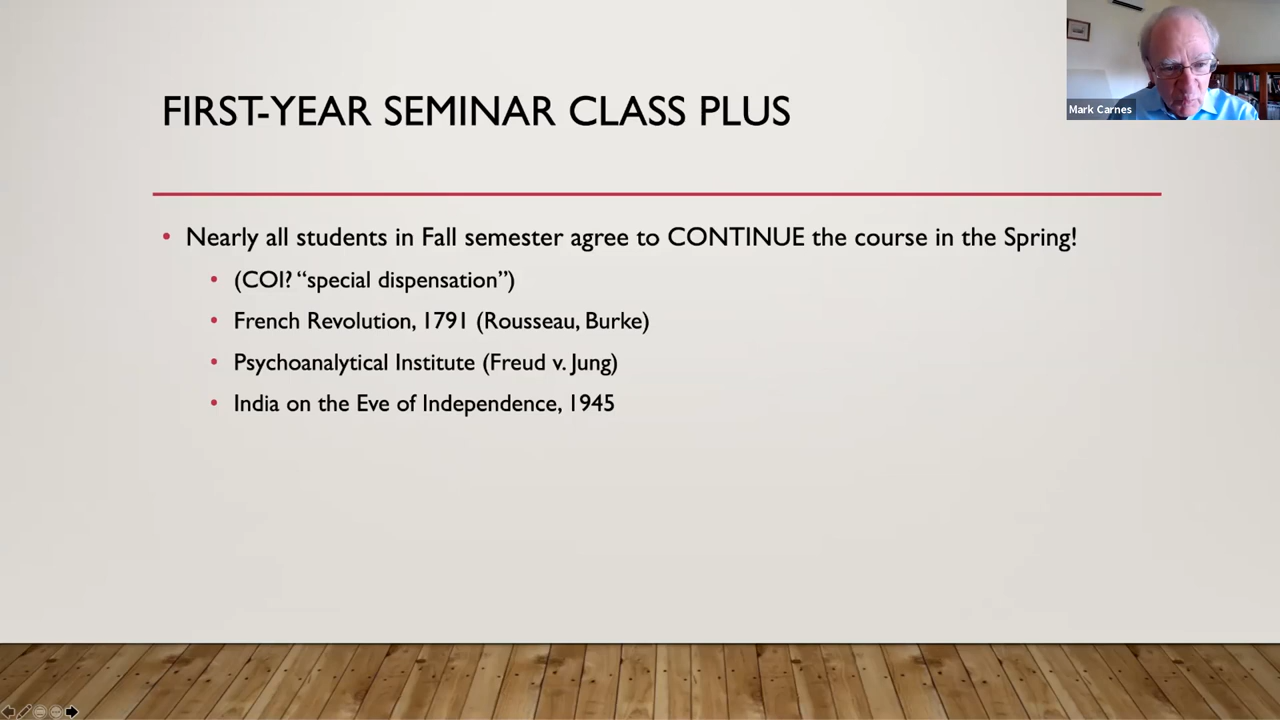 FIRST-YEAR SEMINAR CLASS PLUS
Mark Carnes
• Nearly all students in Fall semester agree to CONTINUE the course in the Spring!
• (COI? “special dispensation”)
• French Revolution, 1791 (Rousseau, Burke)
• Psychoanalytical Institute (Freud v. Jung)
• India on the Eve of Independence, 1945